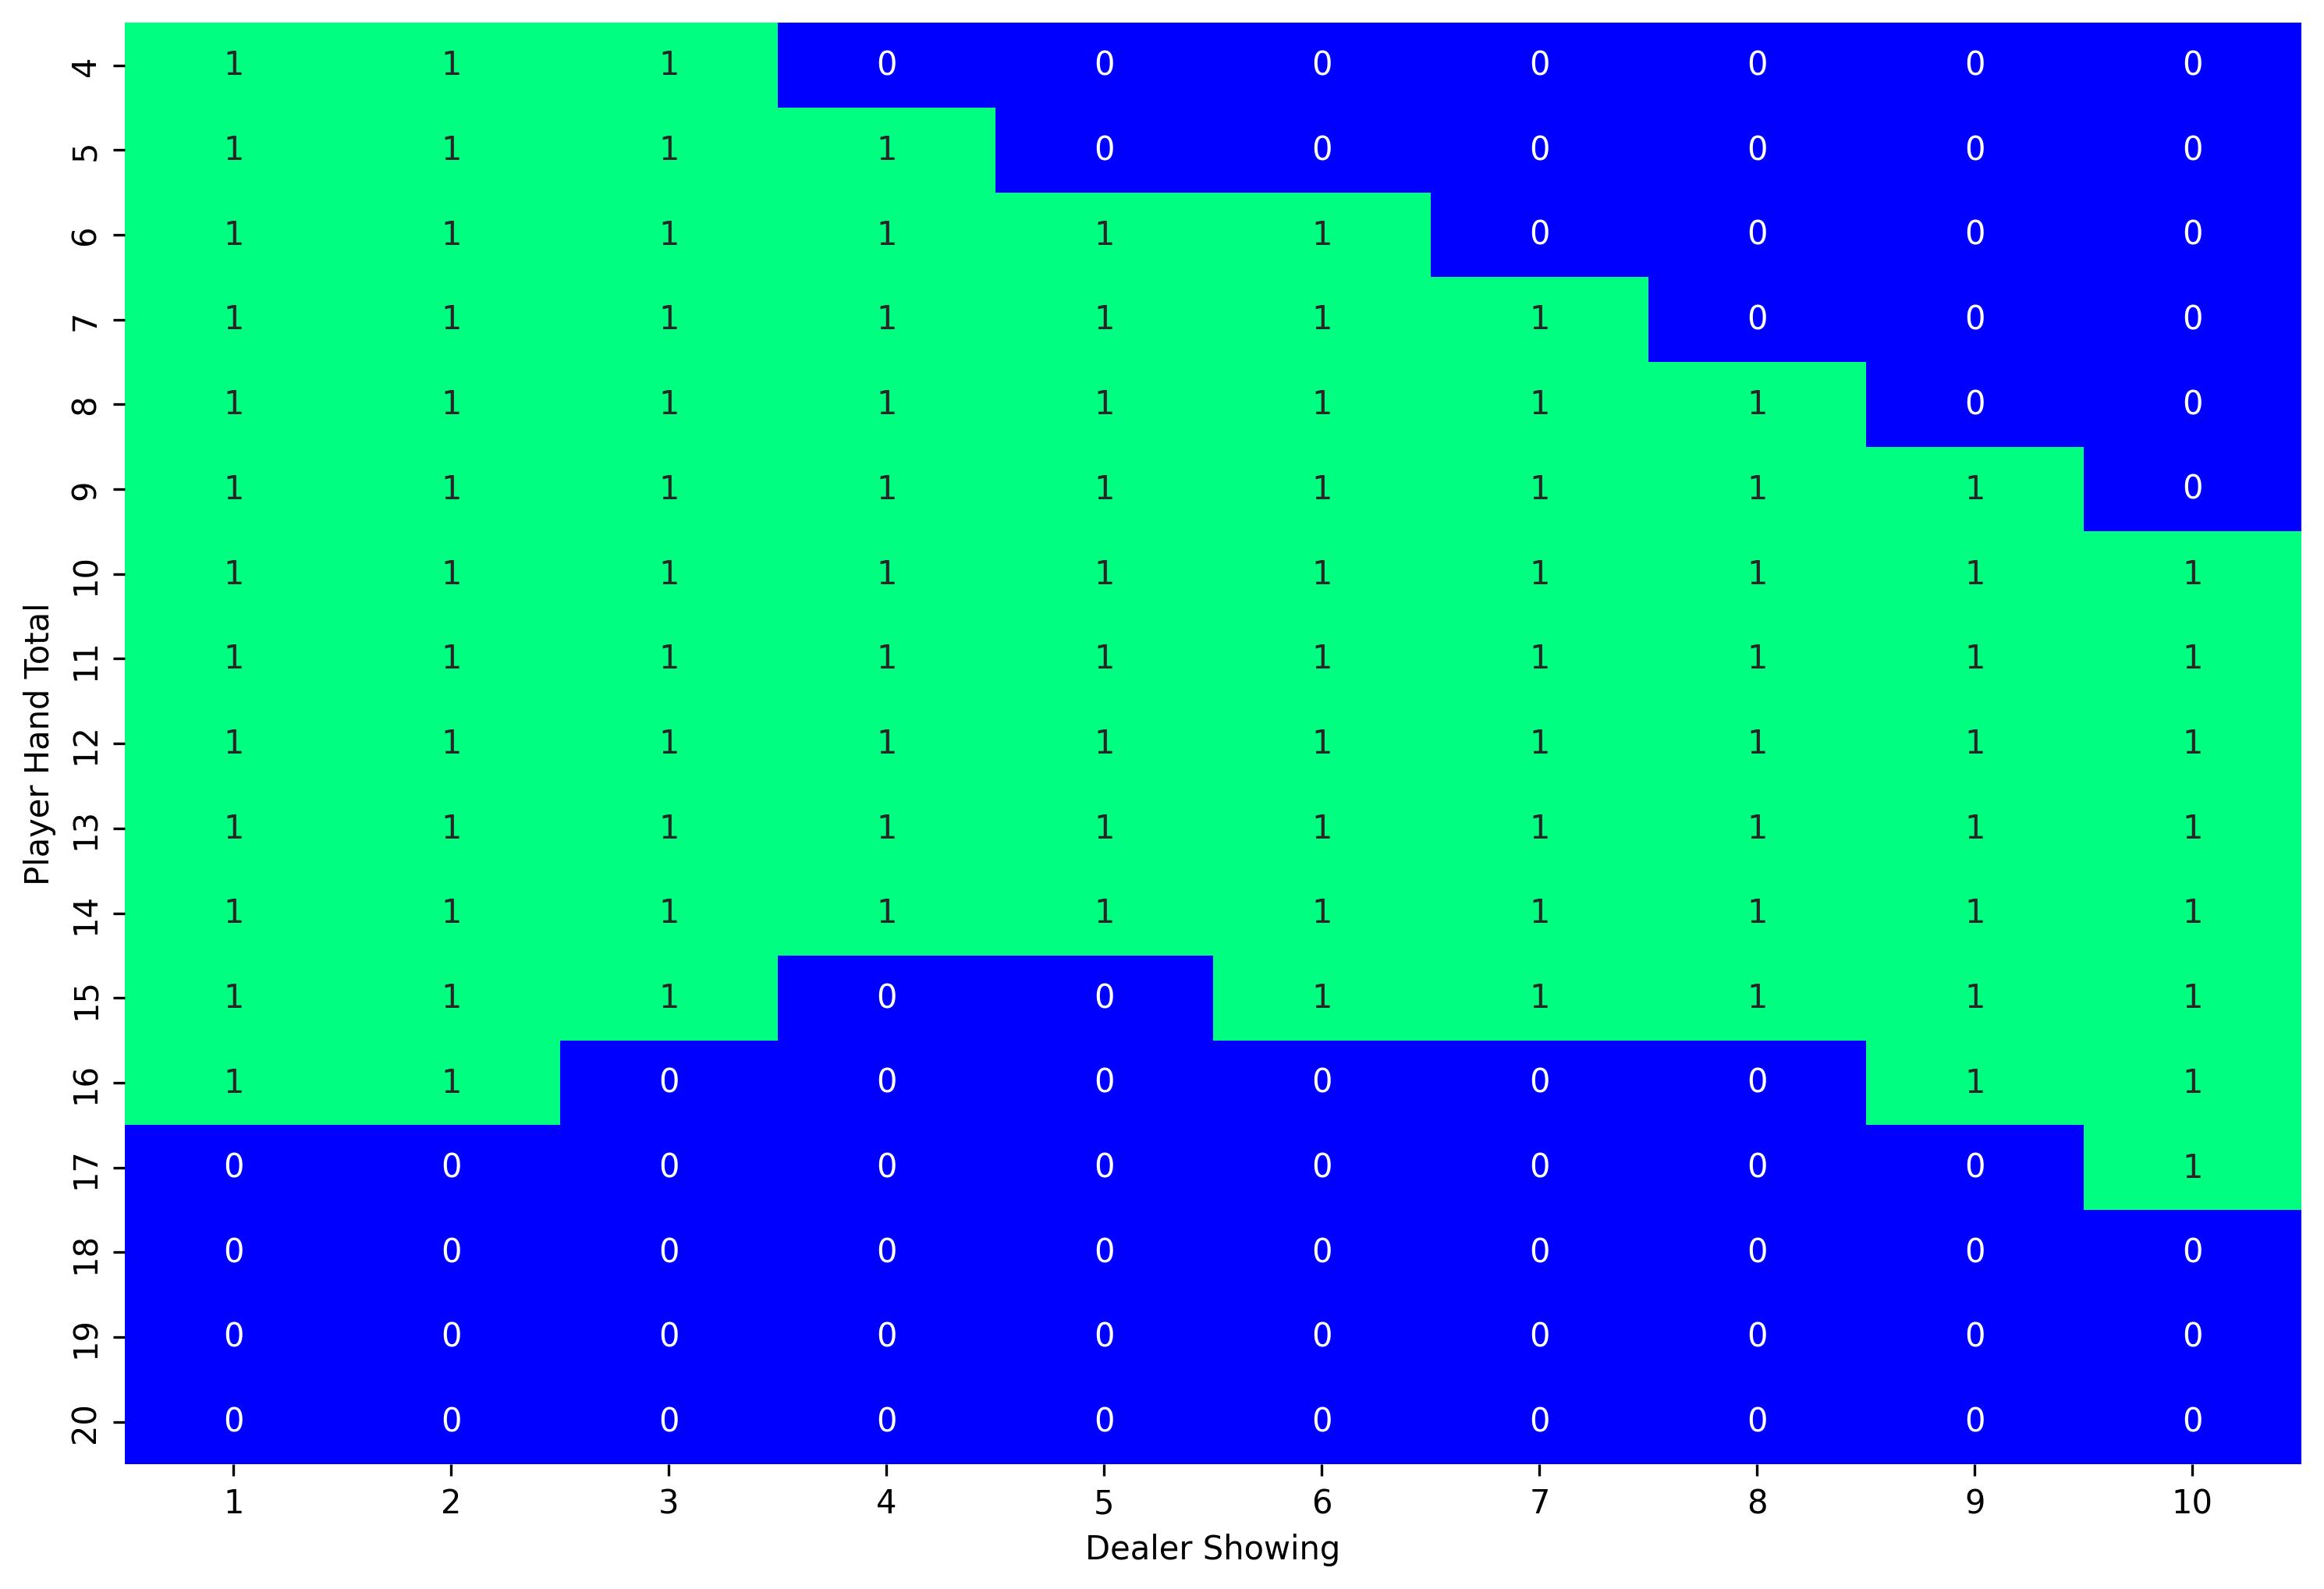 4 1 1 1 0 0 0 0 0 0 0
5 1 1 1 1 0 0 0 0 0 0
6 1 1 1 1 1 1 0 0 0 0
7 1 1 1 1 1 1 1 0 0 0
8 1 1 1 1 1 1 1 1 0 0
9 1 1 1 1 1 1 1 1 1 0
10 1 1 1 1 1 1 1 1 1 1
11 1 1 1 1 1 1 1 1 1 1
12 1 1 1 1 1 1 1 1 1 1
13 1 1 1 1 1 1 1 1 1 1
14 1 1 1 1 1 1 1 1 1 1
15 1 1 1 0 0 1 1 1 1 1
16 1 1 0 0 0 0 0 0 1 1
17 0 0 0 0 0 0 0 0 0 1
18 0 0 0 0 0 0 0 0 0 0
19 0 0 0 0 0 0 0 0 0 0
20 0 0 0 0 0 0 0 0 0 0
1 2 3 4 5 6 7 8 9 10
Dealer Showing
Player Hand Total